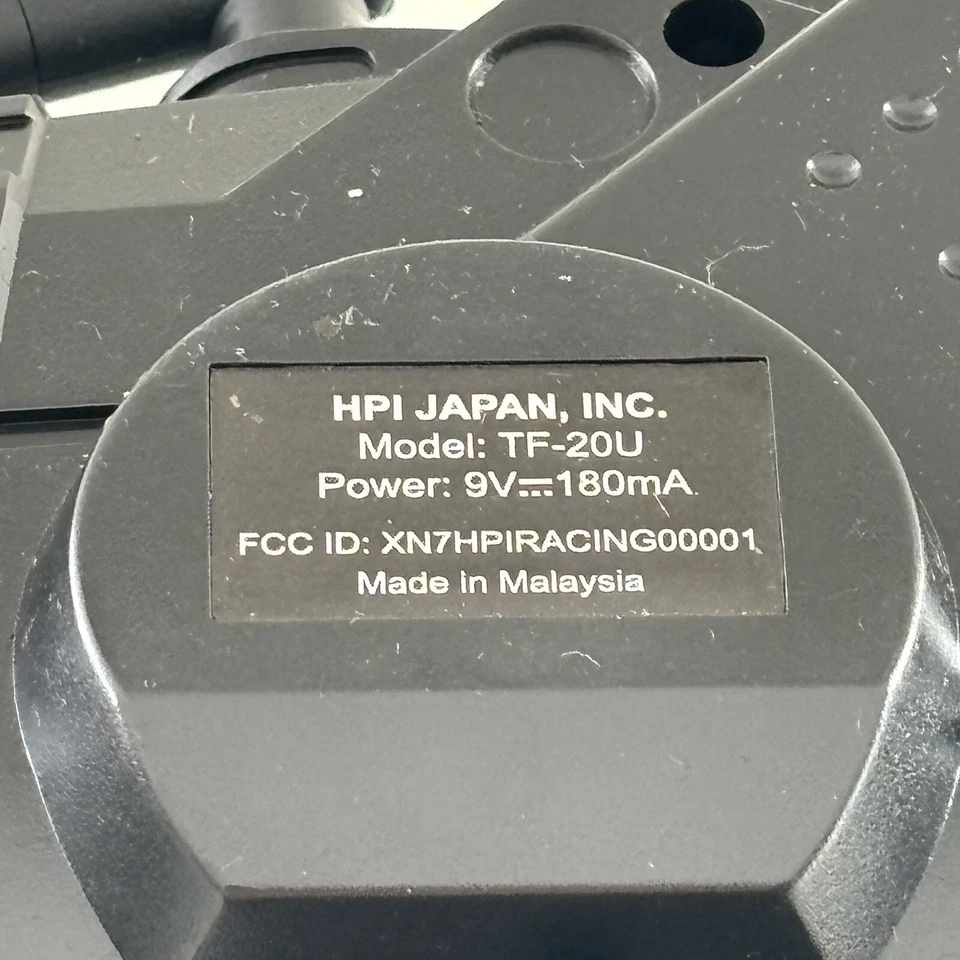 HPI JAPAN, INC.
Model: TF-20U
Power: 9V⎓180mA
FCC ID: XN7HPIRACING00001
Made in Malaysia